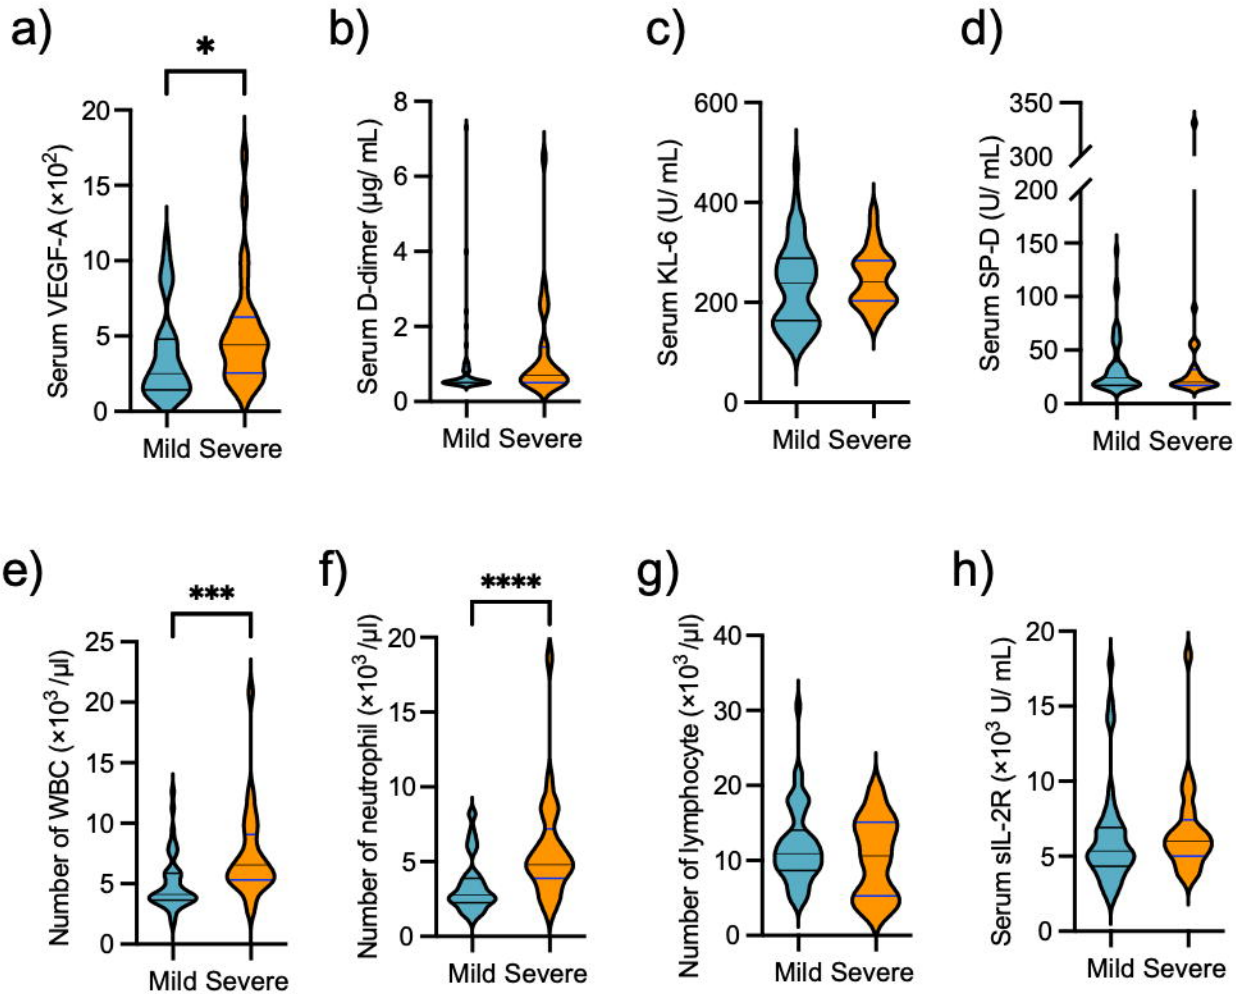 a)
*
Serum VEGF-A (×10²)
20
15
10
5
0
Mild Severe
b)
Serum D-dimer (µg/ mL)
8
6
4
2
0
Mild Severe
c)
Serum KL-6 (U/ mL)
600
400
200
0
Mild Severe
d)
Serum SP-D (U/ mL)
350
300
200
150
100
50
0
Mild Severe
e)
***
Number of WBC (×10³ /µl)
25
20
15
10
5
0
Mild Severe
f)
****
Number of neutrophil (×10³ /µl)
20
15
10
5
0
Mild Severe
g)
Number of lymphocyte (×10³ /µl)
40
30
20
10
0
Mild Severe
h)
Serum sIL-2R (×10³ U/ mL)
20
15
10
5
0
Mild Severe